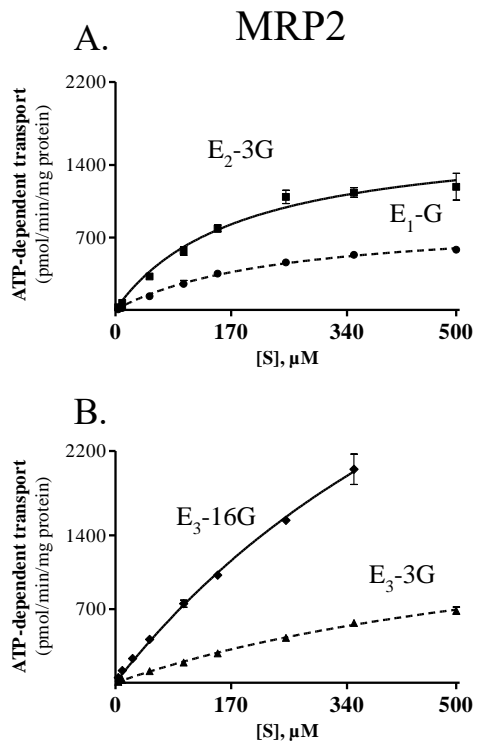 MRP2
A.
ATP-dependent transport
(pmol/min/mg protein)
2200
1400
700
E₂-3G
E₁-G
0 170 340 500
[S], µM
B.
ATP-dependent transport
(pmol/min/mg protein)
2200
1400
700
E₃-16G
E₃-3G
0 170 340 500
[S], µM